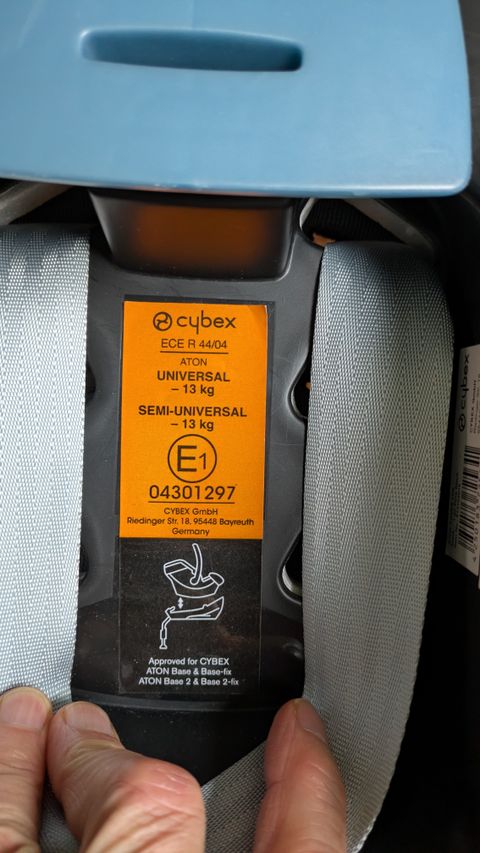 cybex
ECE R 44/04
ATON
UNIVERSAL
– 13 kg
SEMI-UNIVERSAL
– 13 kg
E1
04301297
CYBEX GmbH
Riedinger Str. 18, 95448 Bayreuth
Germany
Approved for CYBEX
ATON Base & Base-fix
ATON Base 2 & Base 2-fix
cybex